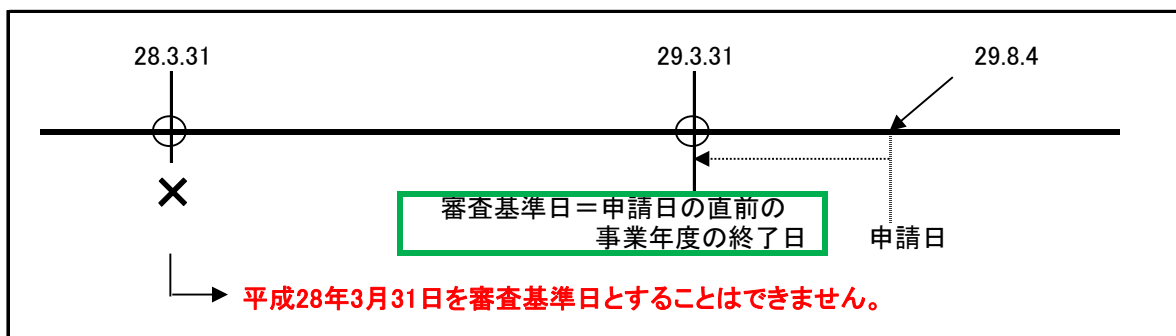 28.3.31
29.3.31
29.8.4
審査基準日＝申請日の直前の
事業年度の終了日
申請日
平成28年3月31日を審査基準日とすることはできません。